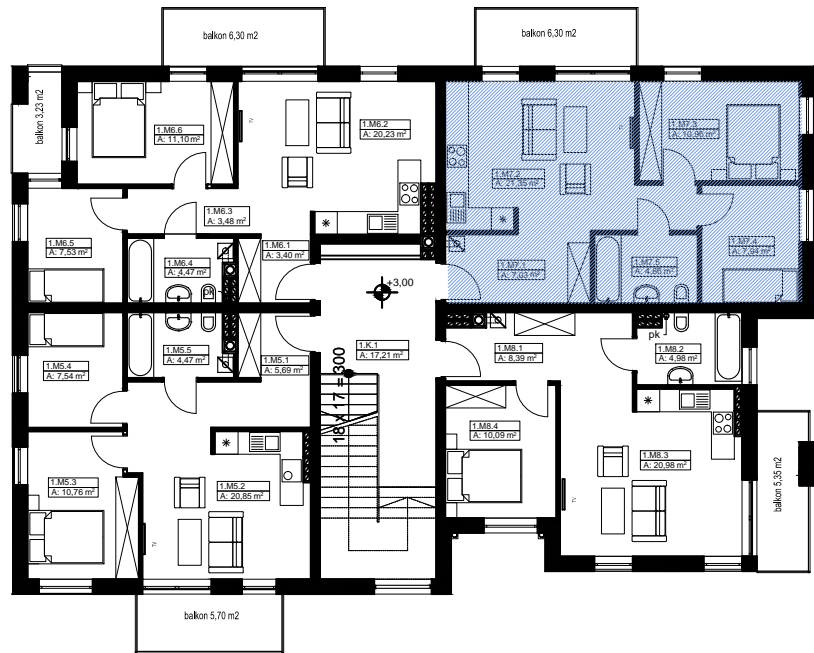 balkon 6,30 m2
balkon 6,30 m2
balkon 3,23 m2
1.M6.6
A: 11,10 m²
TV
1.M6.2
A: 20,23 m²
1.M7.2
A: 21,35 m²
TV
1.M7.3
A: 10,96 m²
1.M6.3
A: 3,48 m²
1.M6.5
A: 7,53 m²
1.M6.4
A: 4,47 m²
pk
1.M6.1
A: 3,40 m²
+3,00
1.M7.1
A: 7,03 m²
1.M7.5
A: 4,86 m²
1.M7.4
A: 7,94 m²
1.M5.4
A: 7,54 m²
1.M5.5
A: 4,47 m²
1.M5.1
A: 5,69 m²
1.K.1
A: 17,21 m²
18 x 17 = 300
1.M8.1
A: 8,39 m²
pk
1.M8.2
A: 4,98 m²
1.M8.4
A: 10,09 m²
1.M5.3
A: 10,76 m²
TV
1.M5.2
A: 20,85 m²
TV
1.M8.3
A: 20,98 m²
balkon 5,35 m2
balkon 5,70 m2